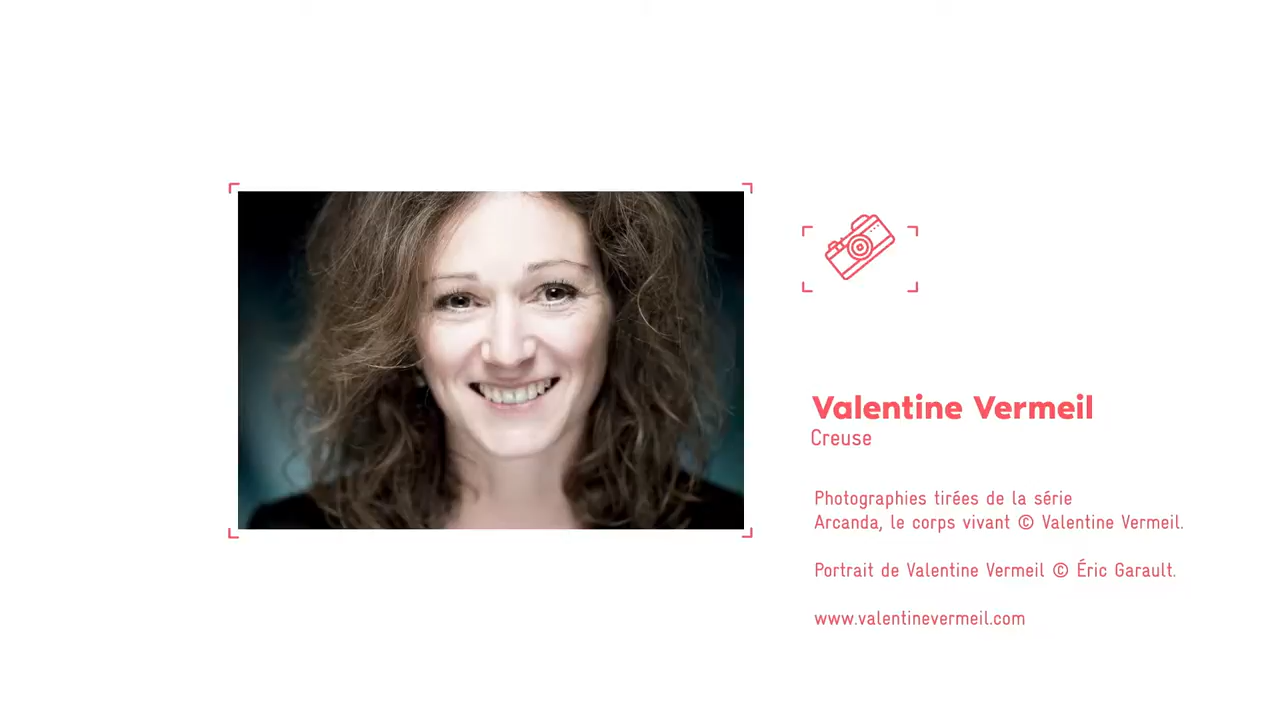 Valentine Vermeil
Creuse
Photographies tirées de la série
Arcanda, le corps vivant © Valentine Vermeil.
Portrait de Valentine Vermeil © Éric Garault.
www.valentinevermeil.com